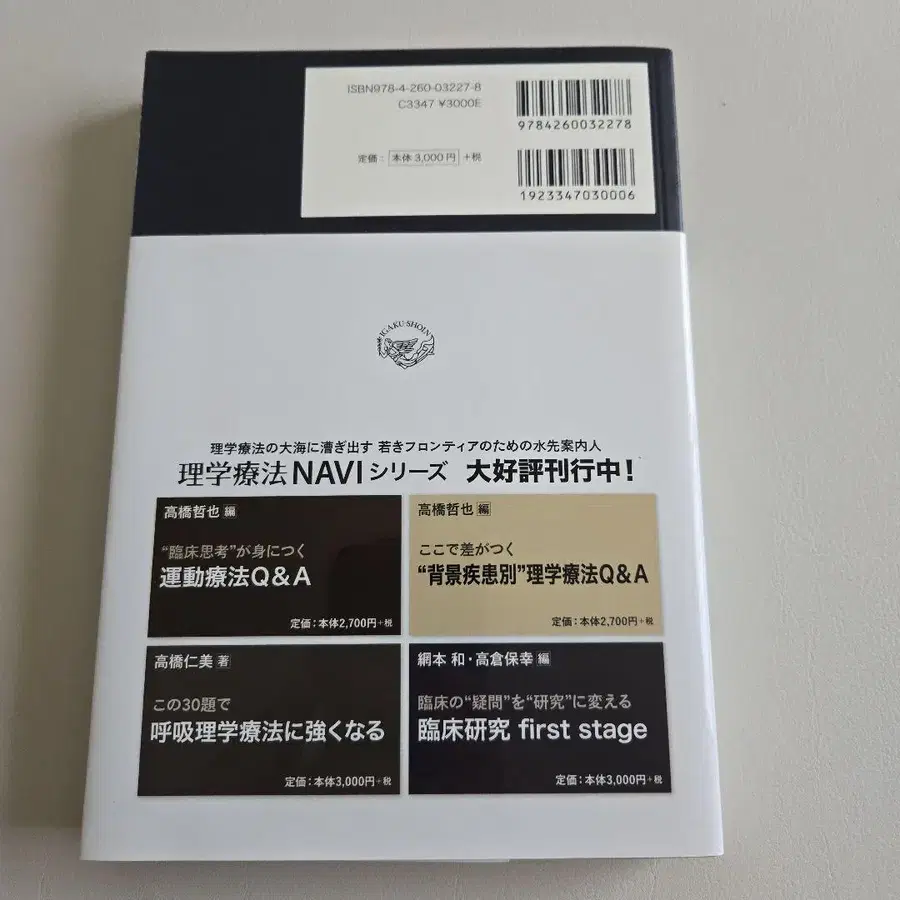 ISBN978-4-260-03227-8
C3347 ¥3000E
定価： 本体 3,000 円 +税
9784260032278
1923347030006
IGAKU-SHOIN
理学療法の大海に漕ぎ出す 若きフロンティアのための水先案内人
理学療法 NAVI シリーズ 大好評刊行中！
高橋哲也 編
“臨床思考”が身につく
運動療法Q&A
定価：本体2,700円+税
高橋哲也 編
ここで差がつく
“背景疾患別”理学療法Q&A
定価：本体2,700円+税
高橋仁美 著
この30題で
呼吸理学療法に強くなる
定価：本体3,000円+税
網本 和・高倉保幸 編
臨床の“疑問”を“研究”に変える
臨床研究 first stage
定価：本体3,000円+税